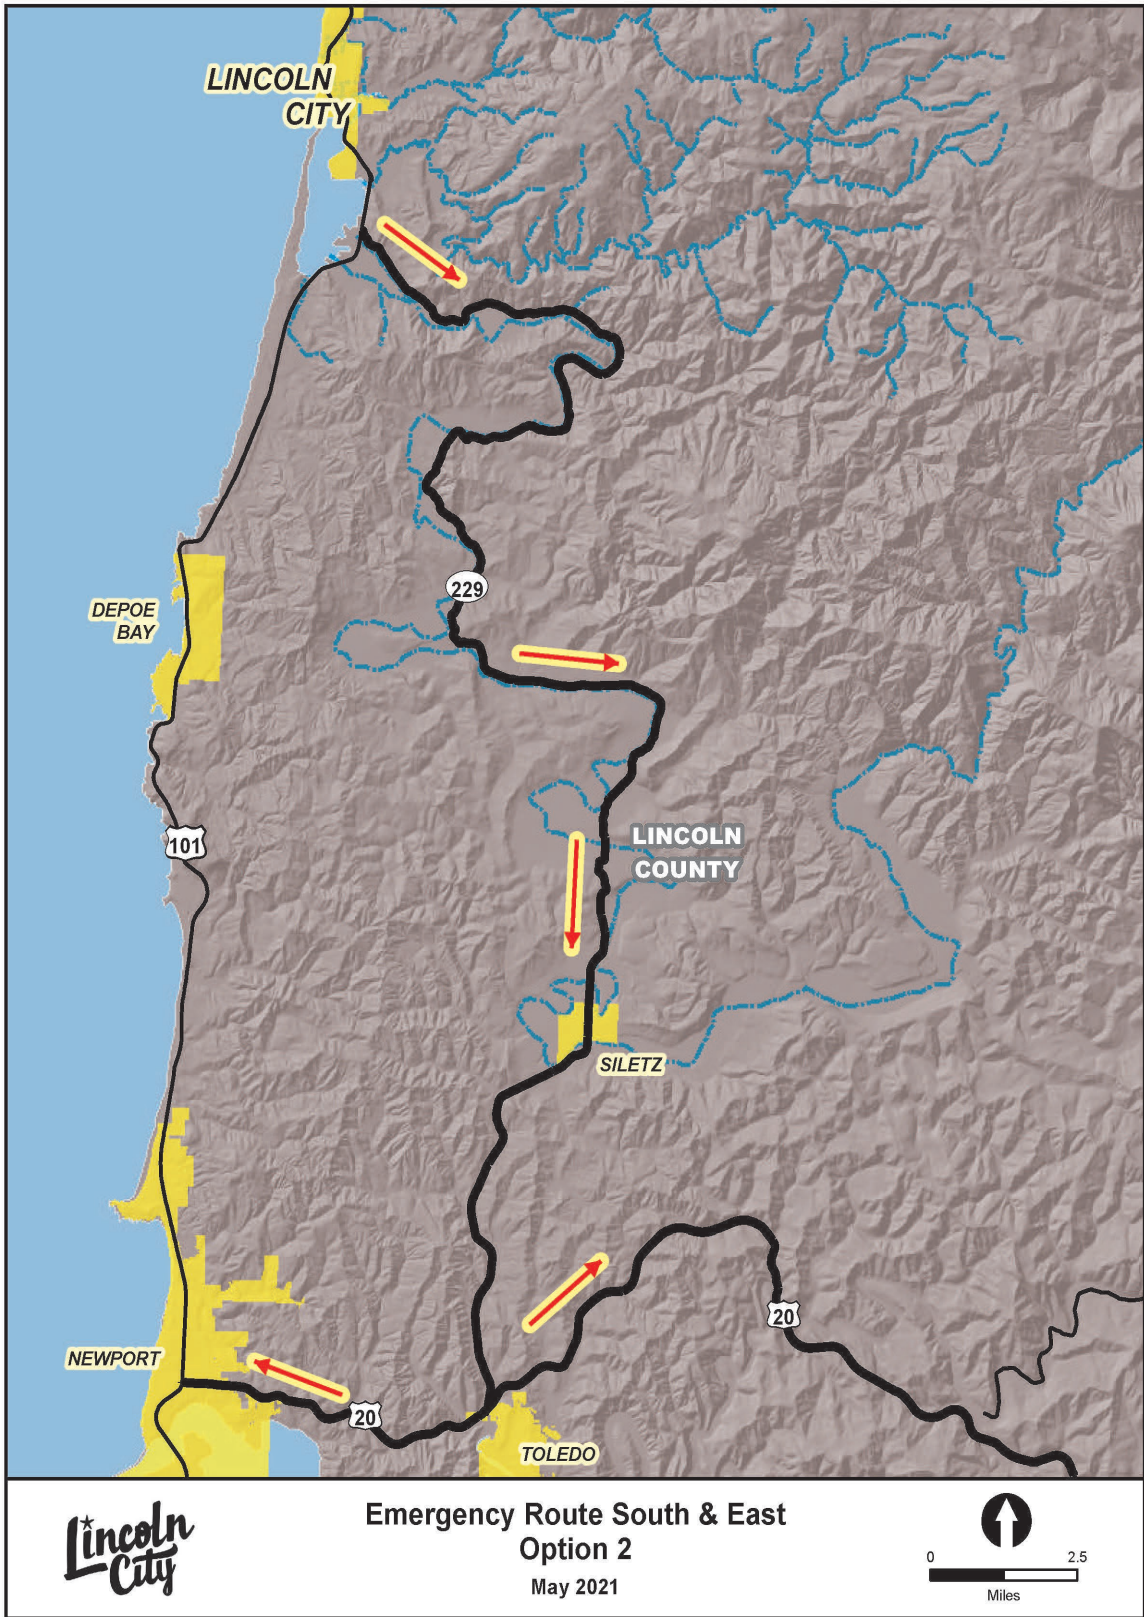 LINCOLN
CITY
229
DEPOE
BAY
101
LINCOLN
COUNTY
SILETZ
20
NEWPORT
20
TOLEDO
Lincoln
City
Emergency Route South & East
Option 2
May 2021
0 2.5
Miles